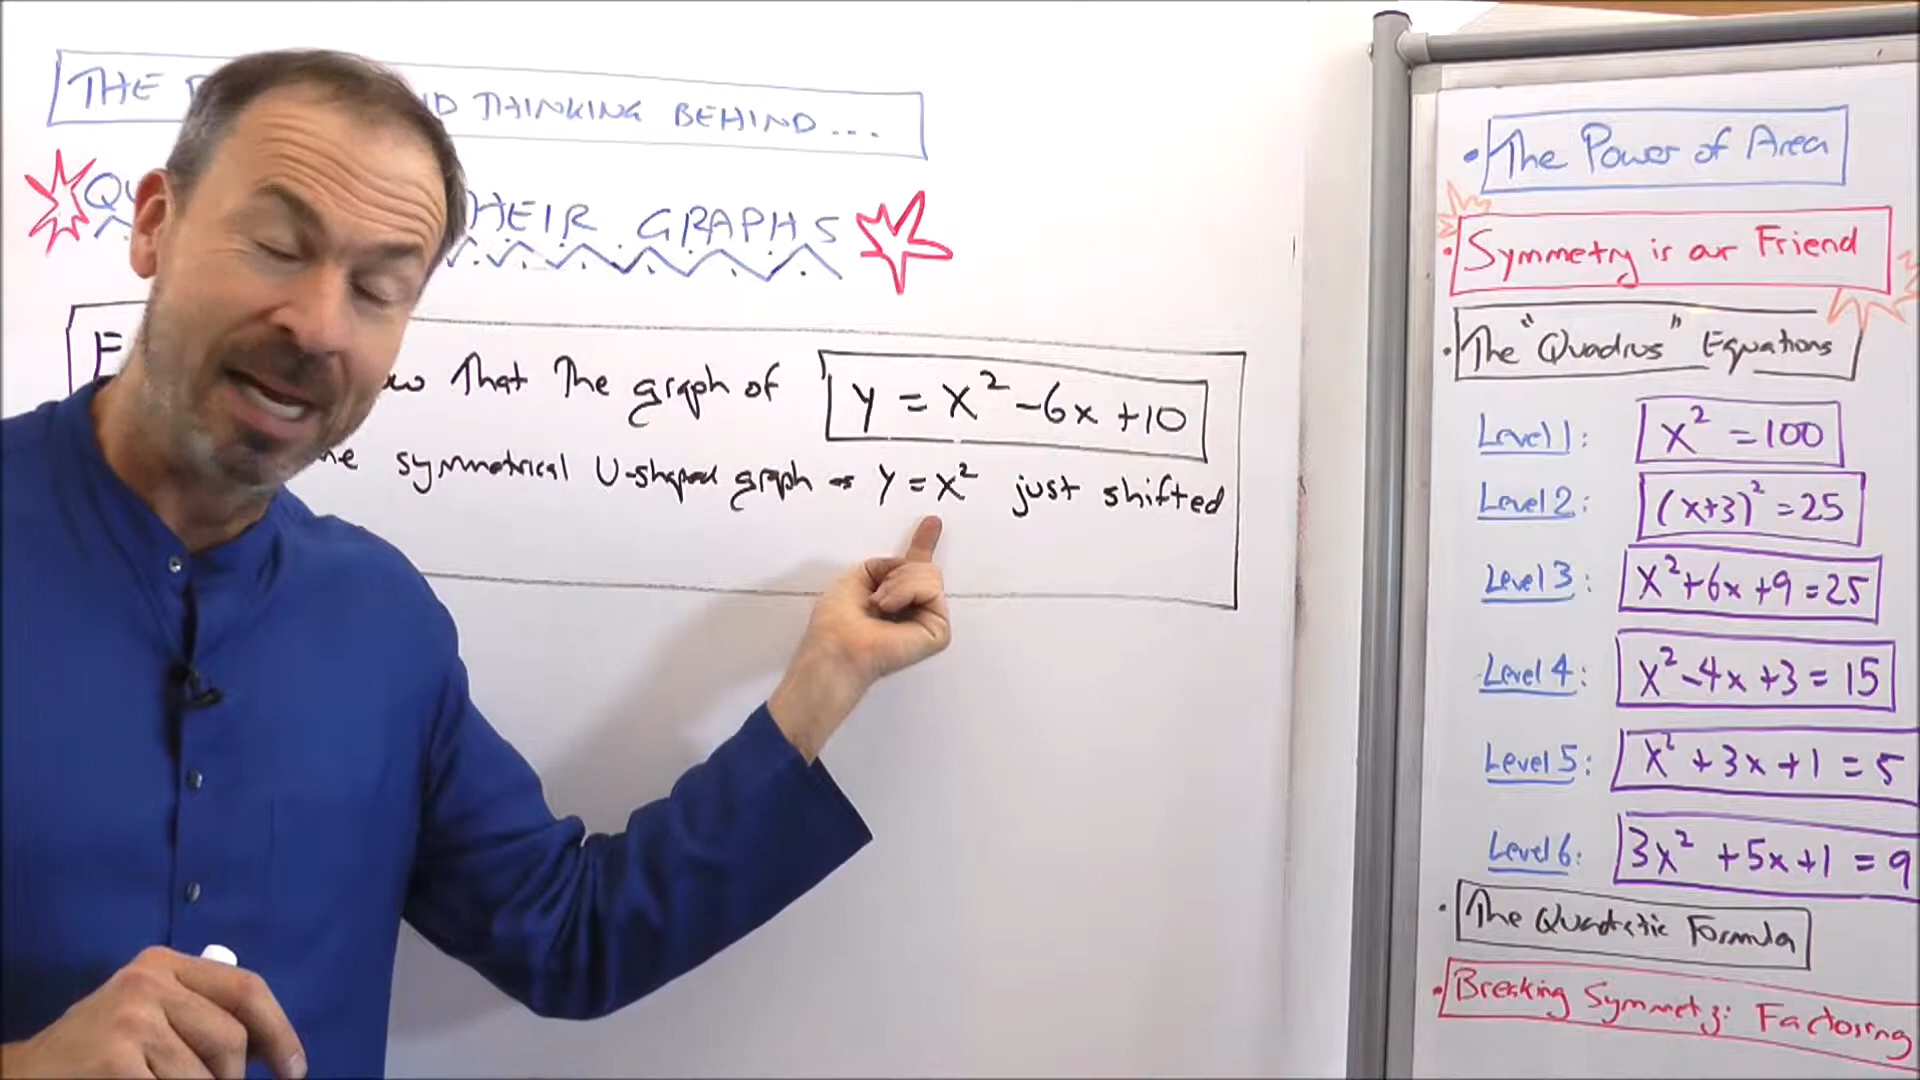 THE THINKING BEHIND...
HEIR GRAPHS
That The graph of y = x² - 6x + 10
symmetrical U-shaped graph as y = x² just shifted
• The Power of Area
• Symmetry is our Friend
• The "Quadrus" Equations
Level 1: x² = 100
Level 2: (x+3)² = 25
Level 3: x² + 6x + 9 = 25
Level 4: x² - 4x + 3 = 15
Level 5: x² + 3x + 1 = 5
Level 6: 3x² + 5x + 1 = 9
• The Quadratic Formula
• Breaking Symmetry: Factoring